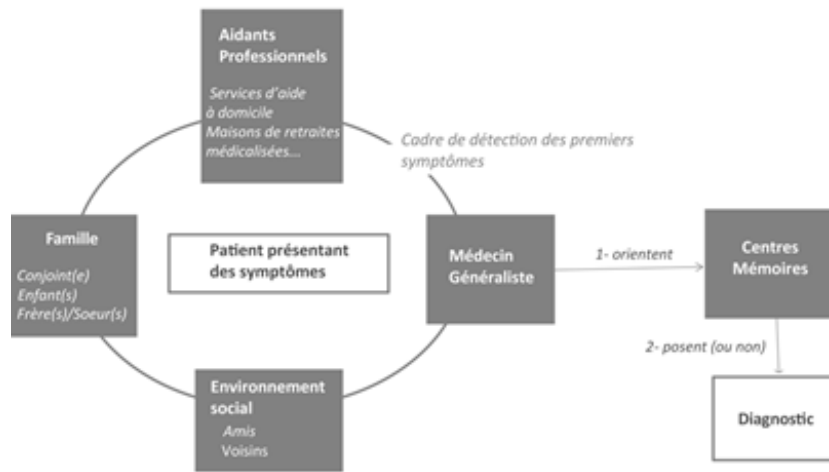 Aidants
Professionnels
Services d'aide
à domicile
Maisons de retraites
médicalisées...
Cadre de détection des premiers
symptômes
Famille
Conjoint(e)
Enfant(s)
Frère(s)/Soeur(s)
Patient présentant
des symptômes
Médecin
Généraliste
1- orientent
Centres
Mémoires
2- posent (ou non)
Diagnostic
Environnement
social
Amis
Voisins